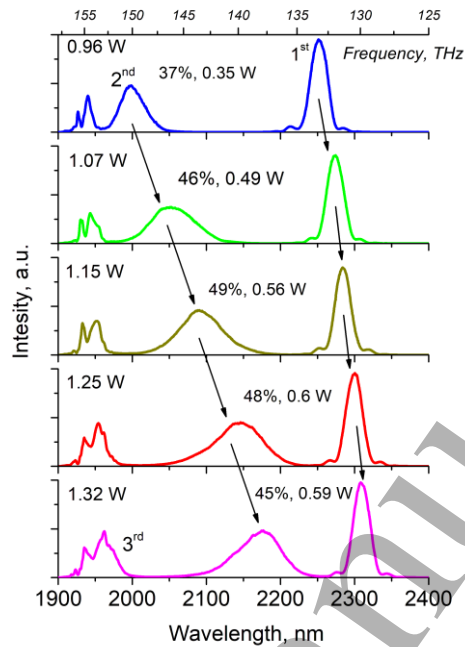 155 150 145 140 135 130 125
0.96 W
2nd
37%, 0.35 W
1st
Frequency, THz
1.07 W
46%, 0.49 W
1.15 W
49%, 0.56 W
1.25 W
48%, 0.6 W
1.32 W
3rd
45%, 0.59 W
Intesity, a.u.
1900 2000 2100 2200 2300 2400
Wavelength, nm